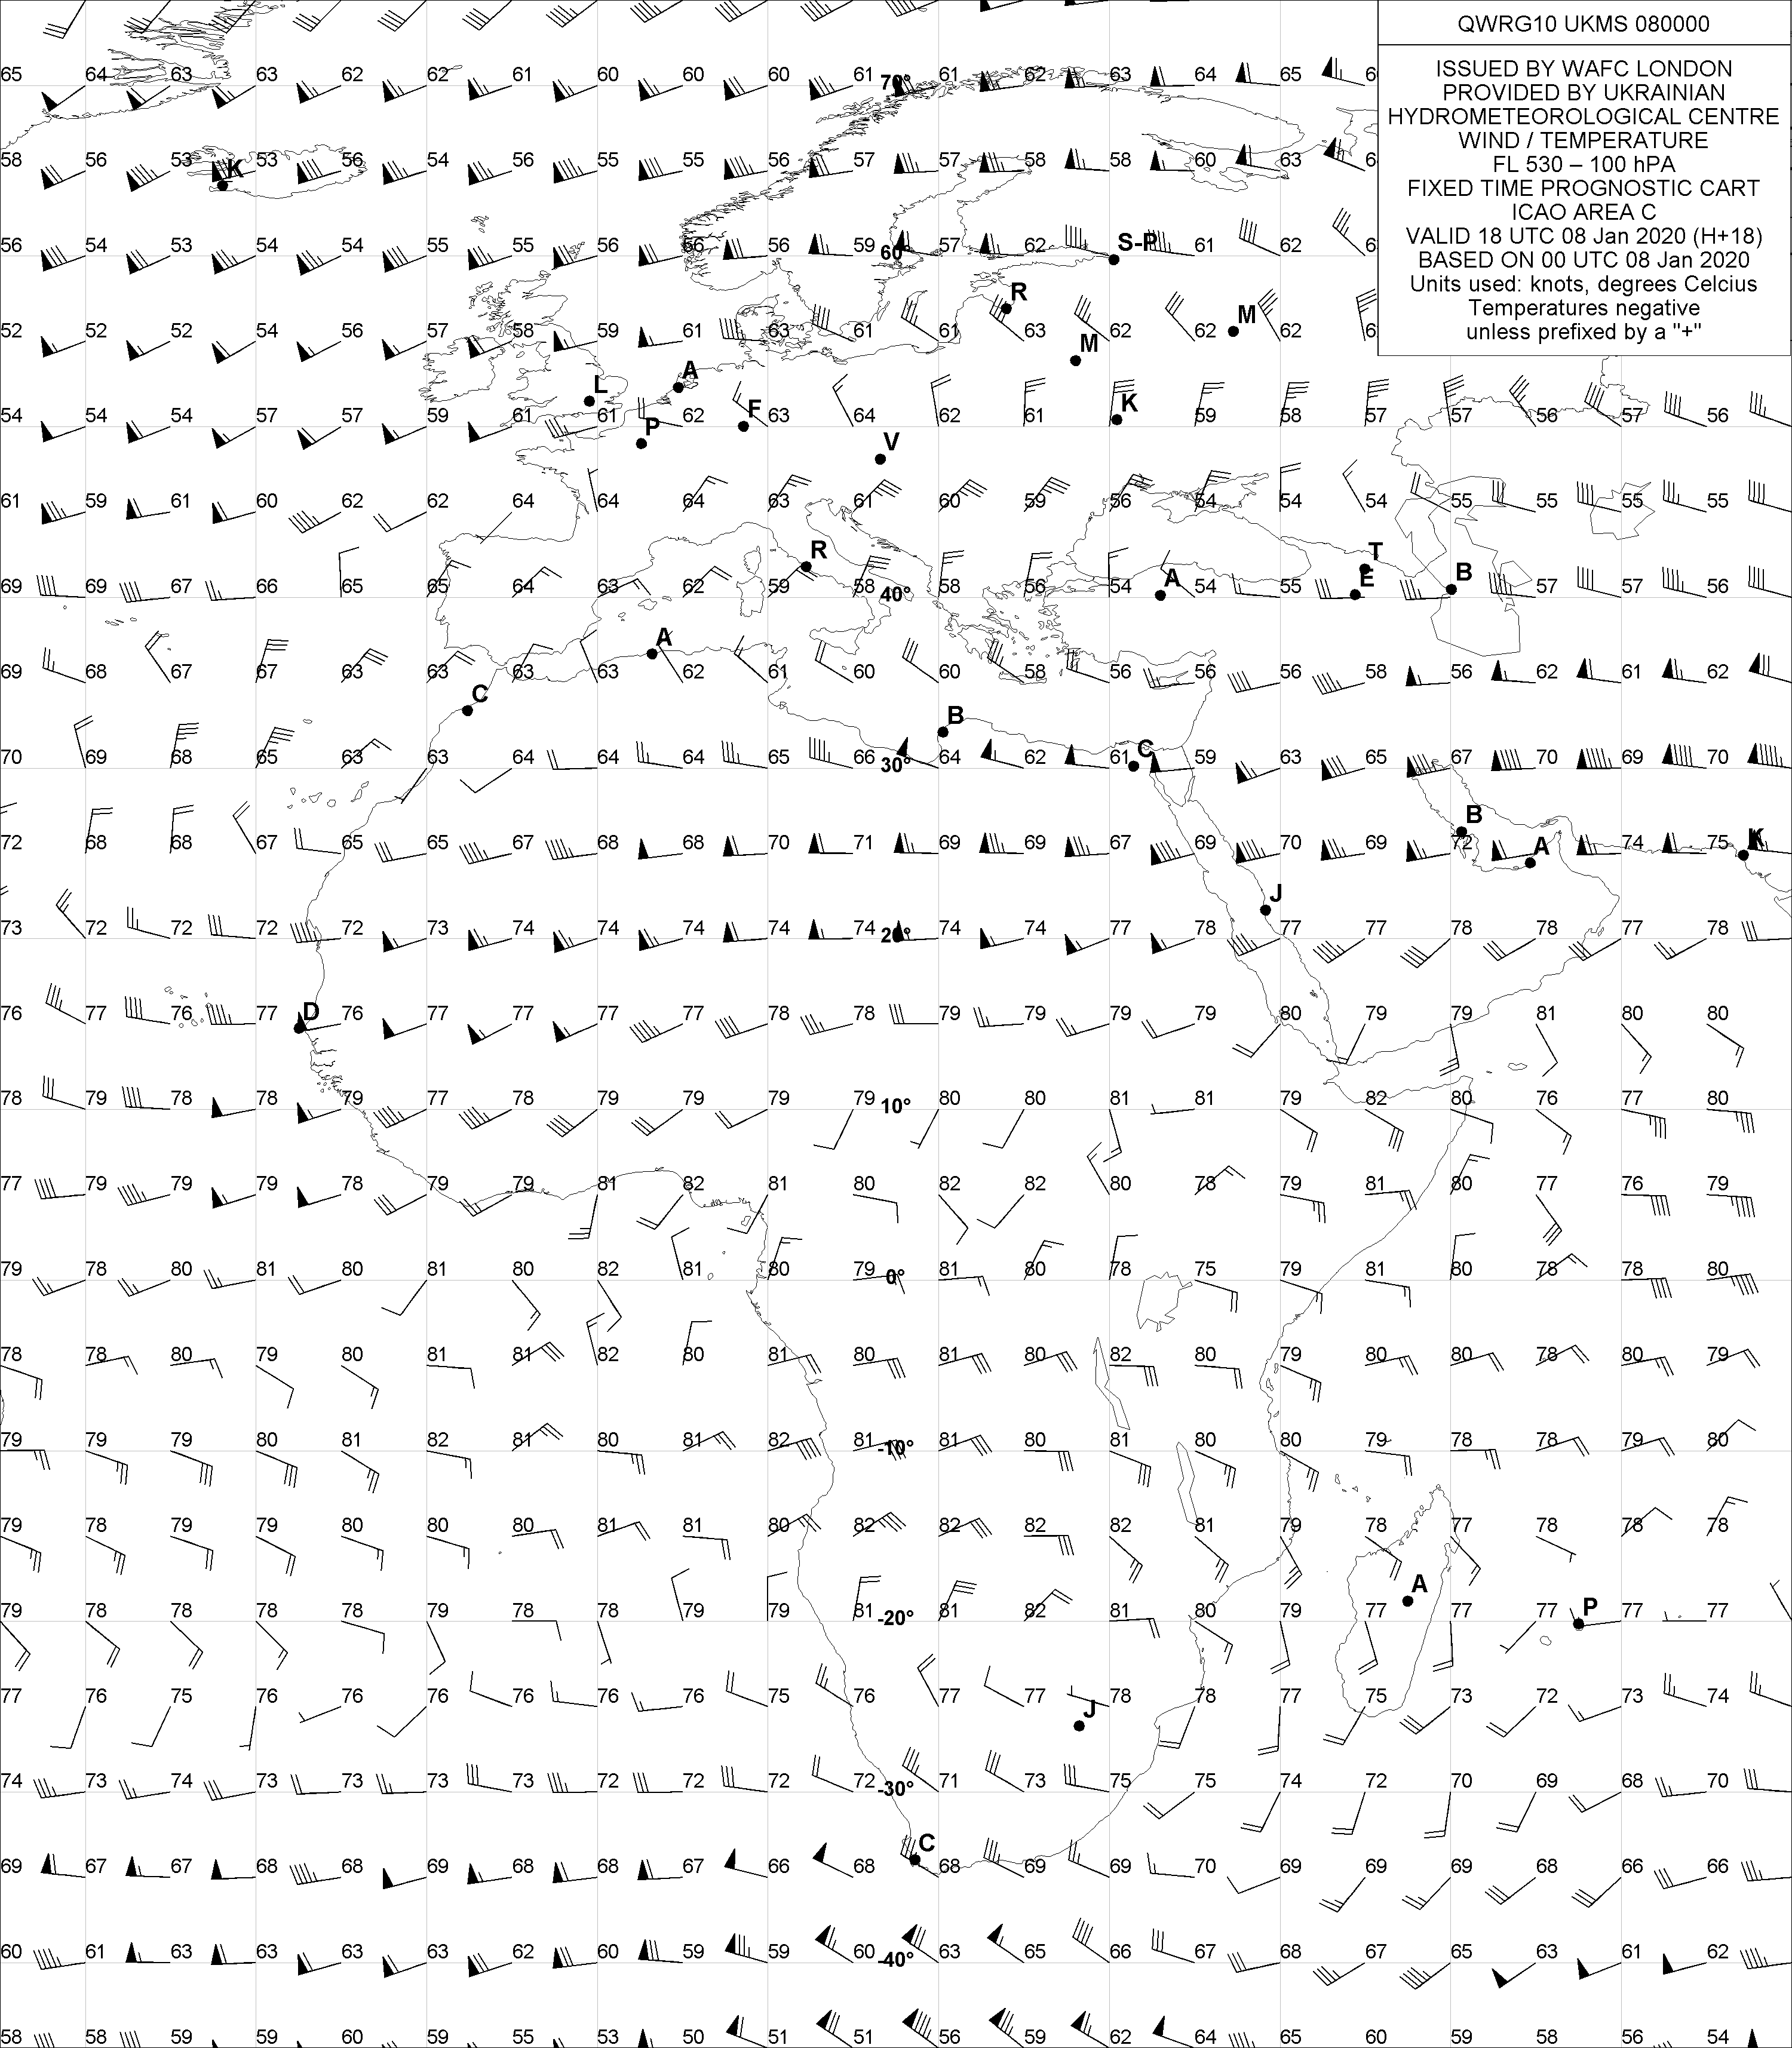 QWRG10 UKMS 080000
ISSUED BY WAFC LONDON
PROVIDED BY UKRAINIAN
HYDROMETEOROLOGICAL CENTRE
WIND / TEMPERATURE
FL 530 – 100 hPA
FIXED TIME PROGNOSTIC CART
ICAO AREA C
VALID 18 UTC 08 Jan 2020 (H+18)
BASED ON 00 UTC 08 Jan 2020
Units used: knots, degrees Celcius
Temperatures negative
unless prefixed by a "+"
65 64 63 63 62 62 61 60 60 60 61 70° 61 62 63 64 65 6
58 56 53 53 56 54 56 55 55 56 57 57 58 58 60 63 6
K
56 54 53 54 54 55 55 56 56 56 59 60° 57 62 S-P 61 62 6
R M
52 52 52 54 56 57 58 59 61 63 61 61 63 62 62 62 6
M
L A
54 54 54 57 57 59 61 61 62 63 64 62 61 59 58 57 57 56 57 56
P F K
V
61 59 61 60 62 62 64 64 64 63 61 60 59 56 54 54 54 55 55 55 55
R T
69 69 67 66 65 65 64 63 62 59 58 40° 58 56 54 54 55 57 57 56
A E B
A
69 68 67 67 63 63 63 63 62 61 60 60 58 56 56 58 56 62 61 62
C
B
70 69 68 65 63 63 64 64 64 65 66 30° 64 62 61 59 63 65 67 70 69 70
C
B
72 68 68 67 65 65 67 68 68 70 71 69 69 67 69 70 69 72 74 75
A K
J
73 72 72 72 72 73 74 74 74 74 74 20° 74 74 77 78 77 77 78 78 77 78
76 77 76 77 76 77 77 77 77 78 78 79 79 79 79 80 79 79 81 80 80
D
78 79 78 78 79 77 78 79 79 79 79 10° 80 80 81 81 79 82 80 76 77 80
77 79 79 79 78 79 79 81 82 81 80 82 82 80 78 79 81 80 77 76 79
79 78 80 81 80 81 80 82 81 80 79 0° 81 80 78 75 79 81 80 78 78 80
78 78 80 79 80 81 81 82 80 81 80 81 80 82 80 79 80 80 78 80 79
79 79 79 80 81 82 81 80 81 82 81 -10° 81 80 81 80 80 79 78 78 79 80
79 78 79 79 80 80 80 81 81 80 82 82 82 82 81 79 78 77 78 78 78
A
79 78 78 78 78 79 78 78 79 79 81 -20° 81 82 81 80 79 77 77 77 77 77
P
77 76 75 76 76 76 76 76 76 75 76 77 77 78 78 77 75 73 72 73 74
J
74 73 74 73 73 73 73 72 72 72 72 -30° 71 73 75 75 74 72 70 69 68 70
C
69 67 67 68 68 69 68 68 67 66 68 68 69 69 70 69 69 69 68 66 66
60 61 63 63 63 63 62 60 59 59 60 -40° 63 65 66 67 68 67 65 63 61 62
58 58 59 59 60 59 55 53 50 51 51 56 59 62 64 65 60 59 58 56 54